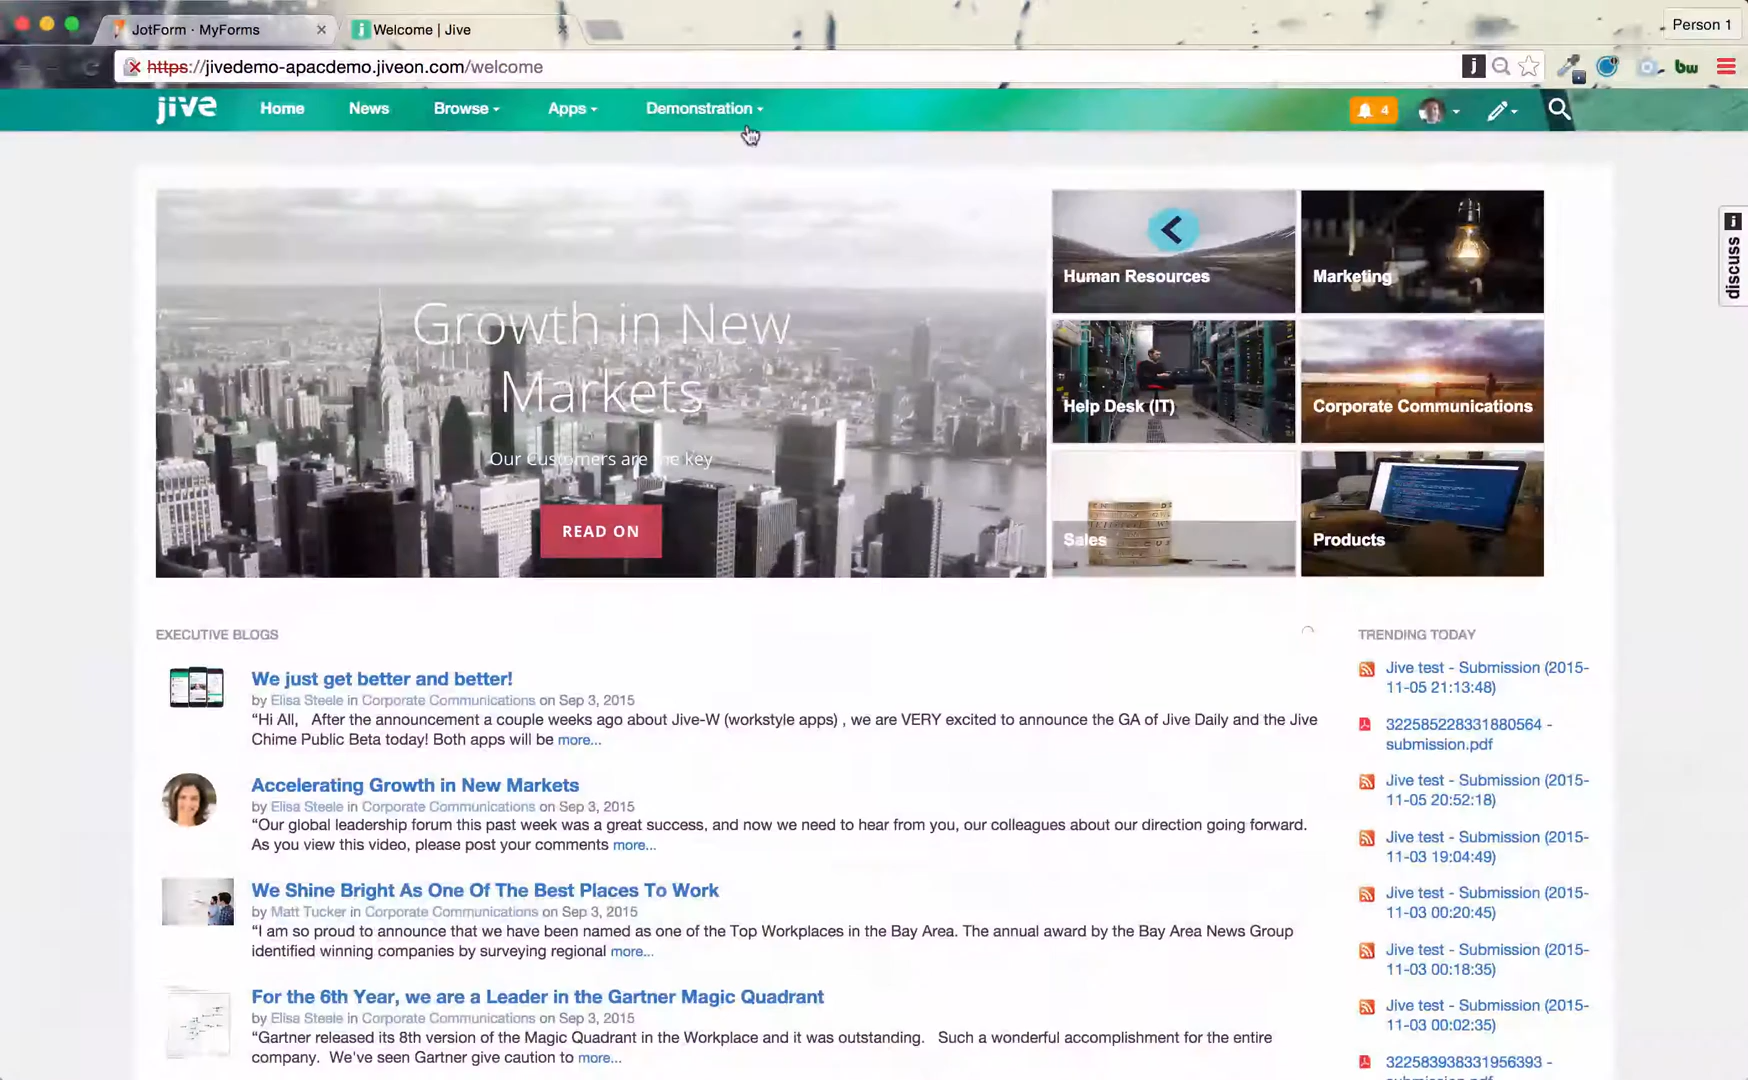 JotForm · MyForms
Welcome | Jive
Person 1
https://jivedemo-apacdemo.jiveon.com/welcome
j
bw
jive
Home
News
Browse
Apps
Demonstration
4
Growth in New
Markets
Our Customers are the key
READ ON
Human Resources
Marketing
Help Desk (IT)
Corporate Communications
Sales
Products
discuss
EXECUTIVE BLOGS
We just get better and better!
by Elisa Steele in Corporate Communications on Sep 3, 2015
“Hi All, After the announcement a couple weeks ago about Jive-W (workstyle apps) , we are VERY excited to announce the GA of Jive Daily and the Jive
Chime Public Beta today! Both apps will be more...
Accelerating Growth in New Markets
by Elisa Steele in Corporate Communications on Sep 3, 2015
“Our global leadership forum this past week was a great success, and now we need to hear from you, our colleagues about our direction going forward.
As you view this video, please post your comments more...
We Shine Bright As One Of The Best Places To Work
by Matt Tucker in Corporate Communications on Sep 3, 2015
“I am so proud to announce that we have been named as one of the Top Workplaces in the Bay Area. The annual award by the Bay Area News Group
identified winning companies by surveying regional more...
For the 6th Year, we are a Leader in the Gartner Magic Quadrant
by Elisa Steele in Corporate Communications on Sep 3, 2015
“Gartner released its 8th version of the Magic Quadrant in the Workplace and it was outstanding. Such a wonderful accomplishment for the entire
company. We've seen Gartner give caution to more...
TRENDING TODAY
Jive test - Submission (2015-
11-05 21:13:48)
322585228331880564 -
submission.pdf
Jive test - Submission (2015-
11-05 20:52:18)
Jive test - Submission (2015-
11-03 19:04:49)
Jive test - Submission (2015-
11-03 00:20:45)
Jive test - Submission (2015-
11-03 00:18:35)
Jive test - Submission (2015-
11-03 00:02:35)
322583938331956393 -